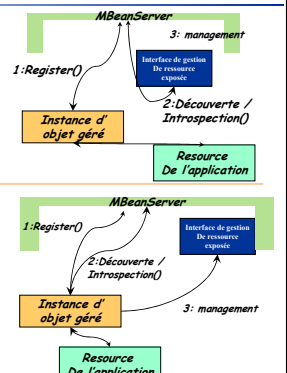 MBeanServer
3: management
Interface de gestion
De ressource
exposée
1:Register()
2:Découverte /
Introspection()
Instance d'
objet géré
Resource
De l'application
MBeanServer
1:Register()
Interface de gestion
De ressource
exposée
2:Découverte /
Introspection()
Instance d'
objet géré
3: management
Resource
De l'application